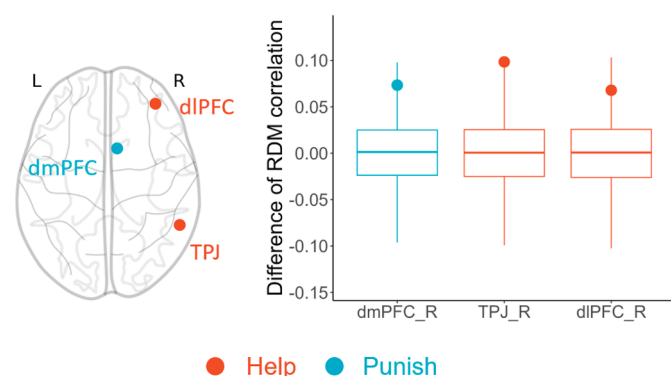 L R
dlPFC
dmPFC
TPJ
Difference of RDM correlation
0.10
0.05
0.00
-0.05
-0.10
-0.15
dmPFC_R TPJ_R dlPFC_R
Help Punish